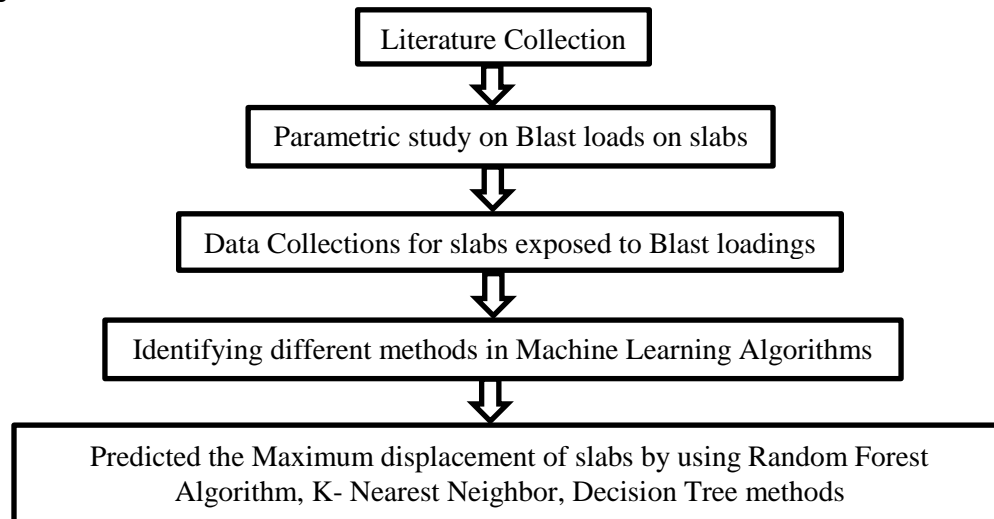 Literature Collection
Parametric study on Blast loads on slabs
Data Collections for slabs exposed to Blast loadings
Identifying different methods in Machine Learning Algorithms
Predicted the Maximum displacement of slabs by using Random Forest
Algorithm, K- Nearest Neighbor, Decision Tree methods